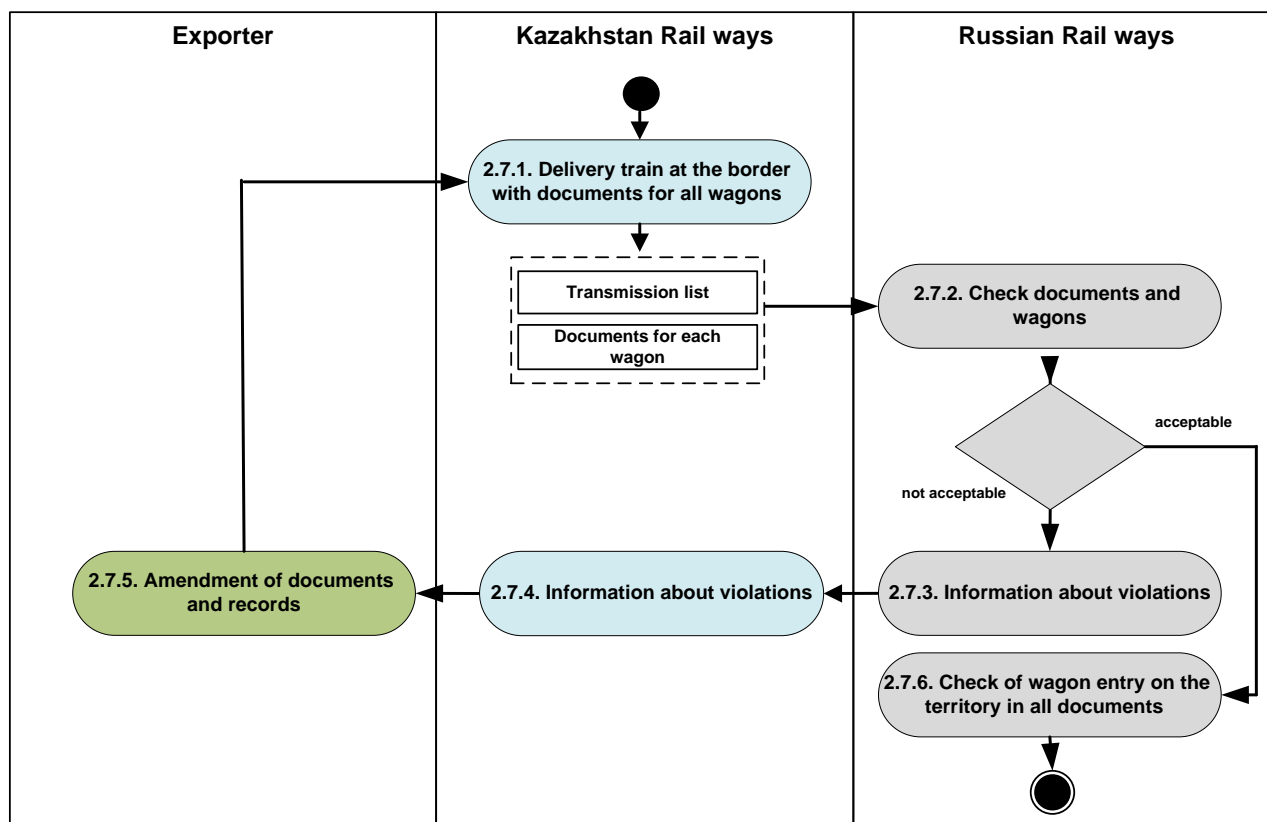 Exporter
Kazakhstan Rail ways
Russian Rail ways
2.7.1. Delivery train at the border
with documents for all wagons
Transmission list
Documents for each
wagon
2.7.2. Check documents and
wagons
acceptable
not acceptable
2.7.5. Amendment of documents
and records
2.7.4. Information about violations
2.7.3. Information about violations
2.7.6. Check of wagon entry on the
territory in all documents